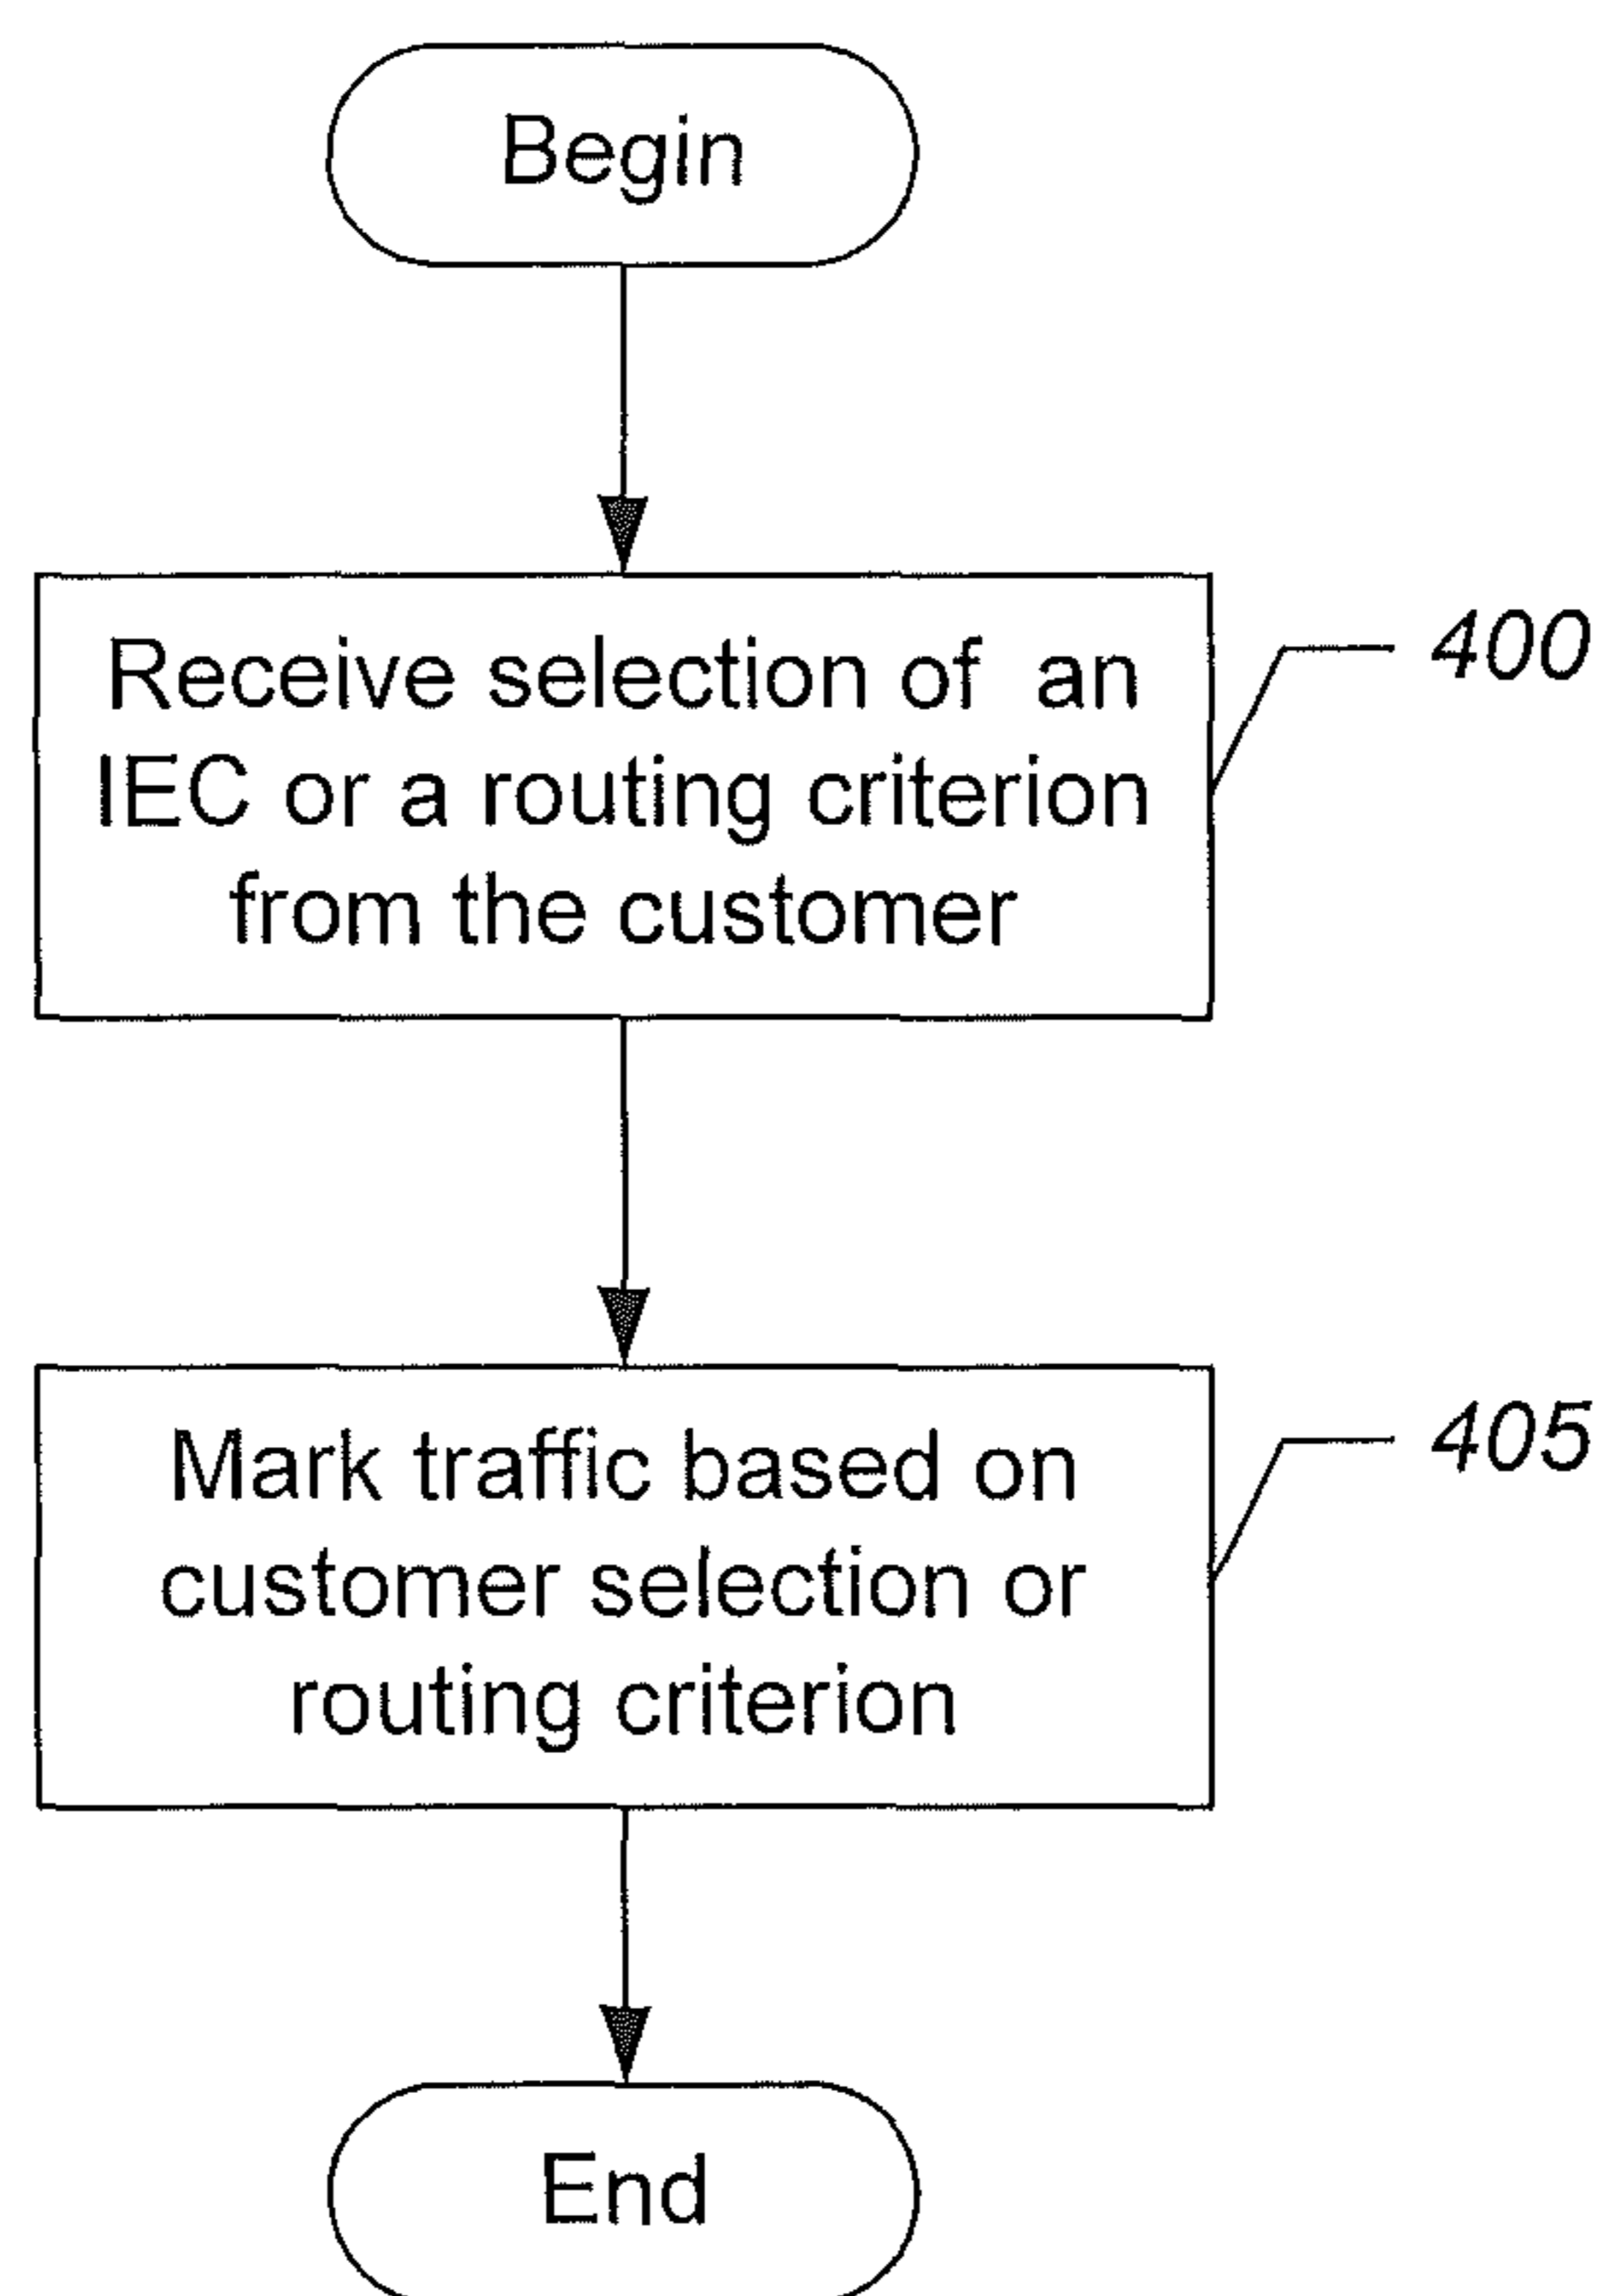 Begin
Receive selection of an
IEC or a routing criterion
from the customer
400
Mark traffic based on
customer selection or
routing criterion
405
End